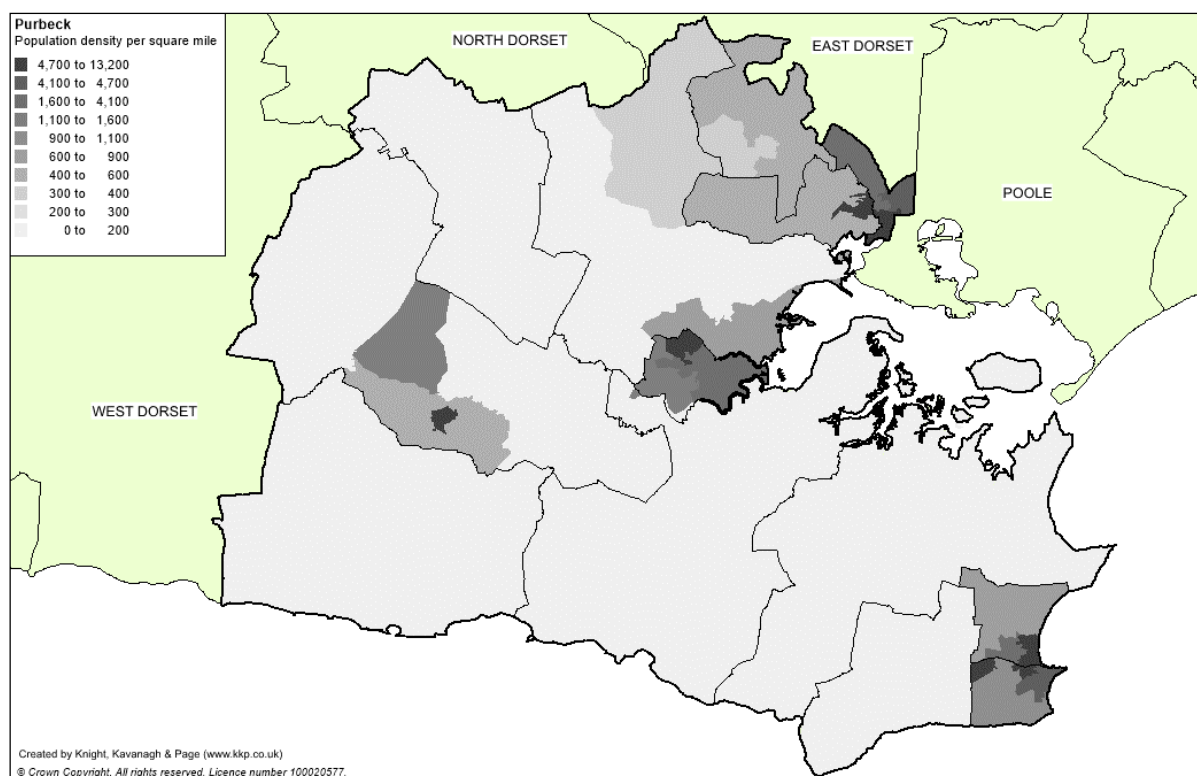 Purbeck
Population density per square mile
4,700 to 13,200
4,100 to 4,700
1,600 to 4,100
1,100 to 1,600
900 to 1,100
600 to 900
400 to 600
300 to 400
200 to 300
0 to 200
NORTH DORSET
EAST DORSET
POOLE
WEST DORSET
Created by Knight, Kavanagh & Page (www.kkp.co.uk)
© Crown Copyright. All rights reserved. Licence number 100020577.